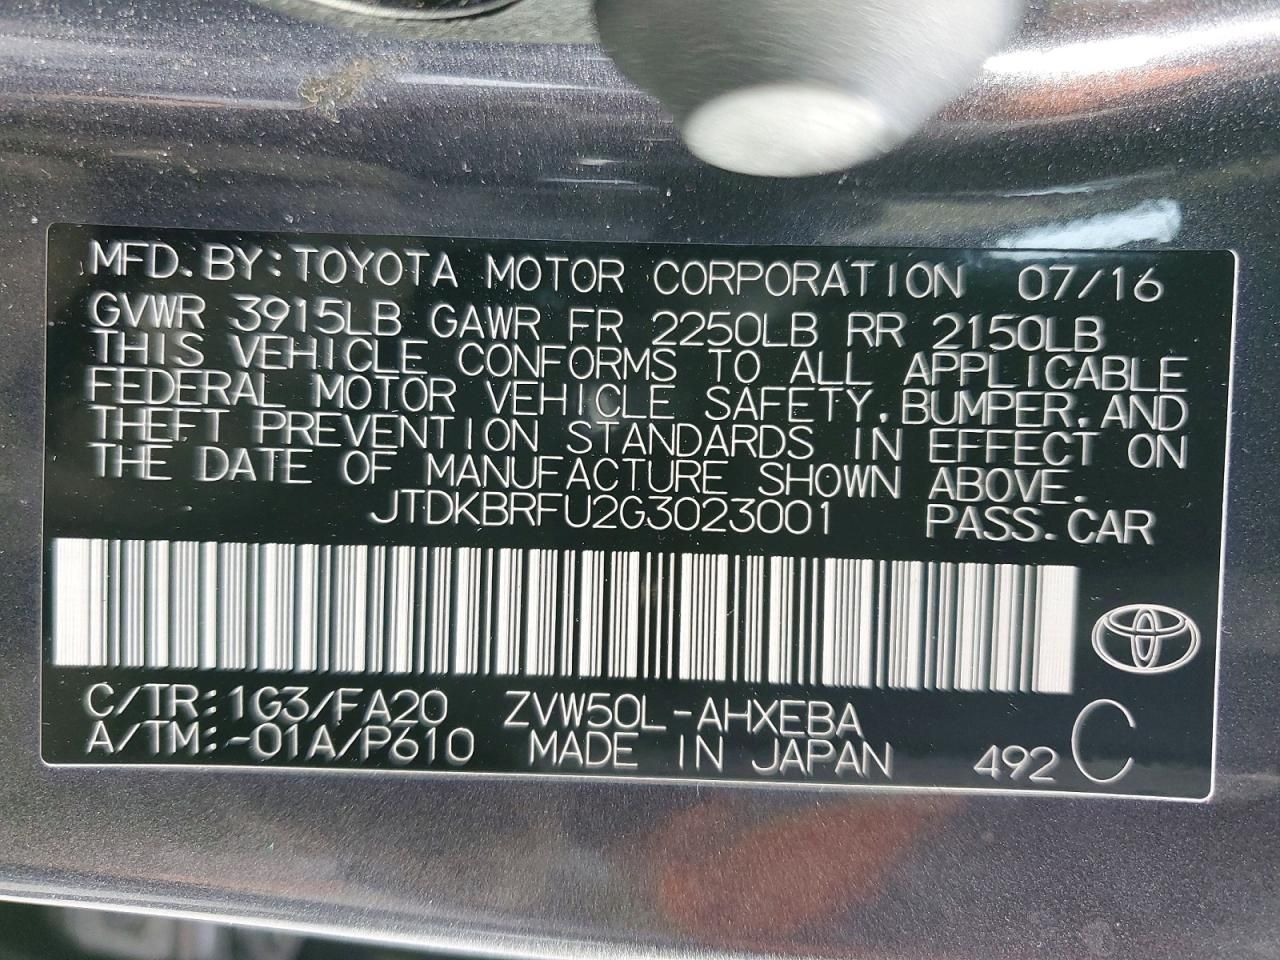 MFD.BY:TOYOTA MOTOR CORPORATION 07/16
GVWR 3915LB GAWR FR 2250LB RR 2150LB
THIS VEHICLE CONFORMS TO ALL APPLICABLE
FEDERAL MOTOR VEHICLE SAFETY,BUMPER,AND
THEFT PREVENTION STANDARDS IN EFFECT ON
THE DATE OF MANUFACTURE SHOWN ABOVE.
JTDKBRFU2G3023001 PASS.CAR
C/TR:1G3/FA20 ZVW50L-AHXEBA
A/TM:-01A/P610 MADE IN JAPAN 492 C